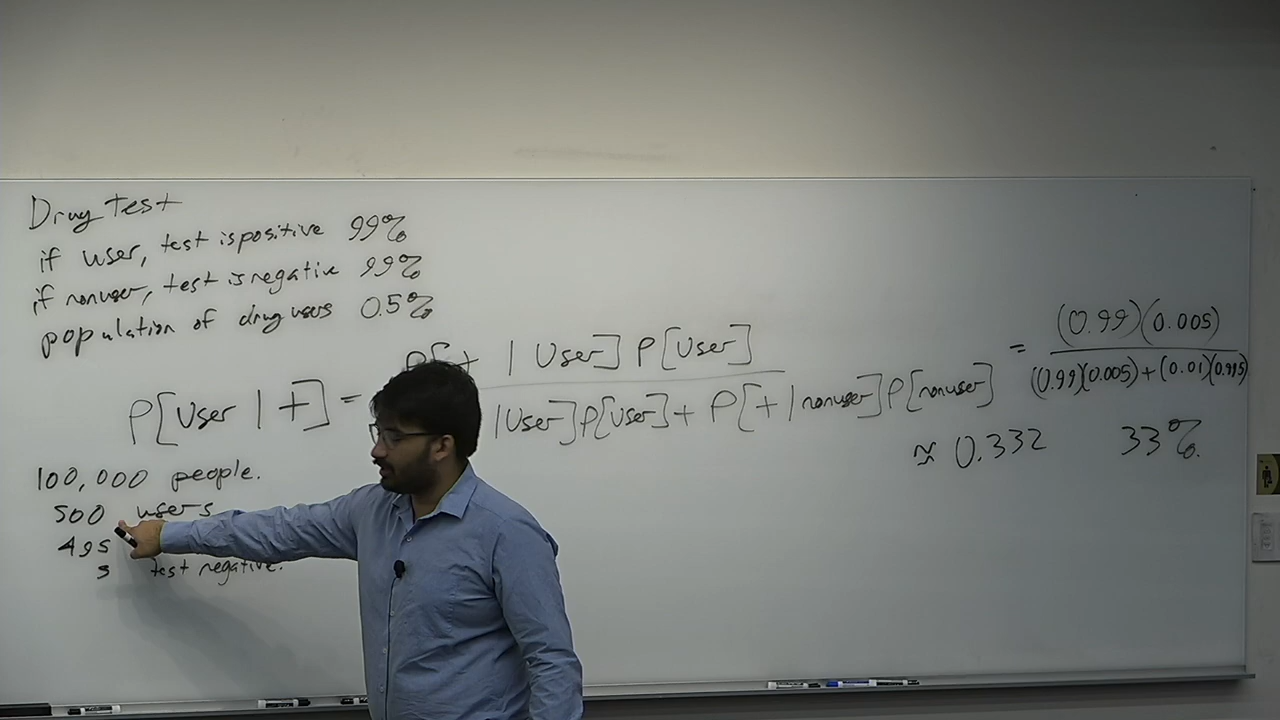 Drug Test
if user, test is positive 99%
if nonuser, test is negative 99%
population of drug users 0.5%
P[+ | User] P[User]
P[User | +] =
|User]P[User] + P[+ | nonuser]P[nonuser]
= (0.99)(0.005)
(0.99)(0.005) + (0.01)(0.995)
≈ 0.332 33%
100,000 people.
500 users
495
5 test negative.